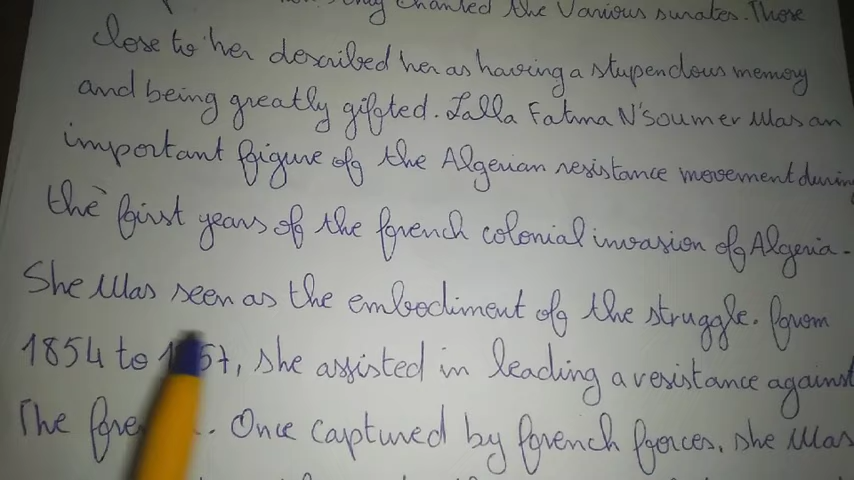 chanted the Various surates. Those
close to her described her as having a stupendous memory
and being greatly gifted. Lalla Fatma N'Soumer was an
important figure of the Algerian resistance movement during
the first years of the french colonial invasion of Algeria.
She was seen as the embodiment of the struggle. from
1854 to 57, she assisted in leading a resistance against
The . Once captured by french forces, she was